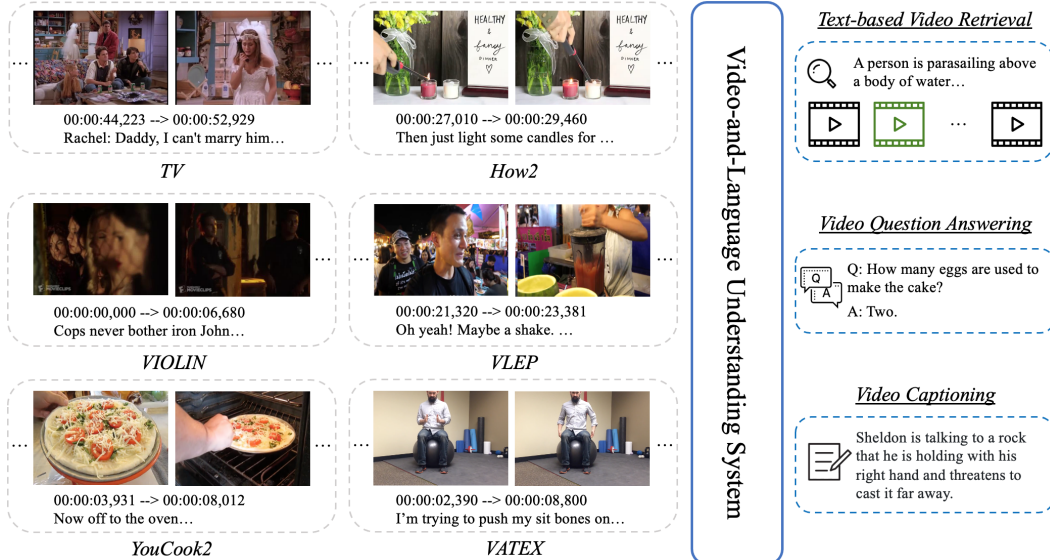 00:00:44,223 --> 00:00:52,929
Rachel: Daddy, I can't marry him…
TV
HEALTHY
&
fancy
DINNER
HEALTHY
&
fancy
DINNER
00:00:27,010 --> 00:00:29,460
Then just light some candles for …
How2
MOVIECLIPS
MOVIECLIPS
00:00:00,000 --> 00:00:06,680
Cops never bother iron John…
VIOLIN
00:00:21,320 --> 00:00:23,381
Oh yeah! Maybe a shake. …
VLEP
00:00:03,931 --> 00:00:08,012
Now off to the oven…
YouCook2
00:00:02,390 --> 00:00:08,800
I’m trying to push my sit bones on…
VATEX
Video-and-Language Understanding System
Text-based Video Retrieval
A person is parasailing above
a body of water…
…
Video Question Answering
Q
A
Q: How many eggs are used to
make the cake?
A: Two.
Video Captioning
Sheldon is talking to a rock
that he is holding with his
right hand and threatens to
cast it far away.